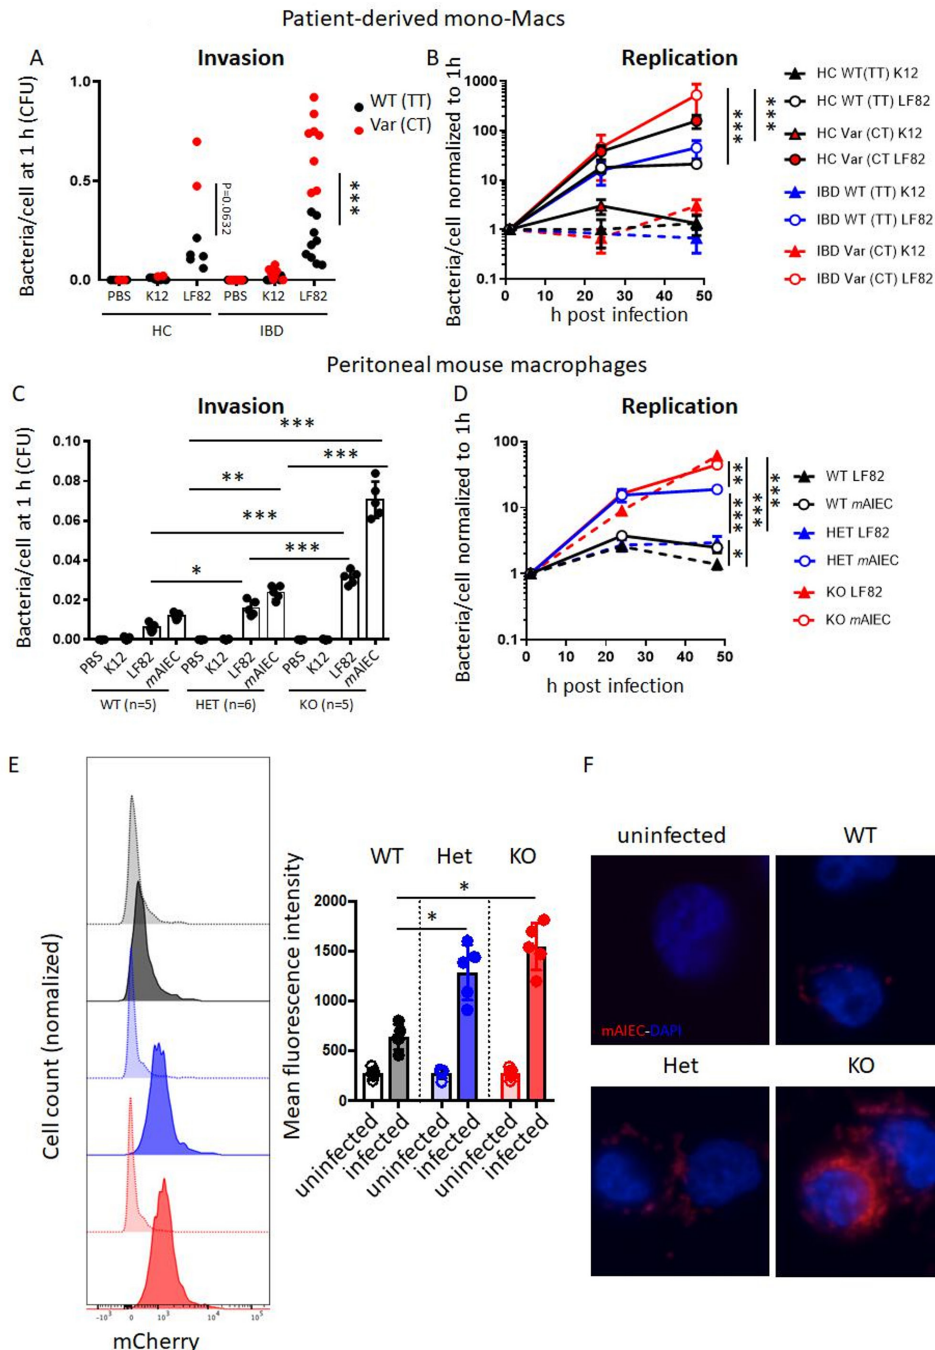 Patient-derived mono-Macs
A
Invasion
Bacteria/cell at 1 h (CFU)
1.0
0.5
0.0
WT (TT)
Var (CT)
P=0.0632
***
PBS K12 LF82 PBS K12 LF82
HC IBD
B
Replication
Bacteria/cell normalized to 1h
1000
100
10
1
0.1
0 10 20 30 40 50
h post infection
***
***
HC WT(TT) K12
HC WT (TT) LF82
HC Var (CT) K12
HC Var (CT LF82
IBD WT (TT) K12
IBD WT (TT) LF82
IBD Var (CT) K12
IBD Var (CT) LF82
Peritoneal mouse macrophages
C
Invasion
Bacteria/cell at 1 h (CFU)
0.10
0.08
0.06
0.04
0.02
0.00
***
***
**
***
***
*
PBS K12 LF82 mAIEC PBS K12 LF82 mAIEC PBS K12 LF82 mAIEC
WT (n=5) HET (n=6) KO (n=5)
D
Replication
Bacteria/cell normalized to 1h
100
10
1
0.1
0 10 20 30 40 50
h post infection
**
***
*
***
***
WT LF82
WT mAIEC
HET LF82
HET mAIEC
KO LF82
KO mAIEC
E
Cell count (nomalized)
-10³ 0 10³ 10⁴ 10⁵
mCherry
Mean fluorescence intensity
WT Het KO
2000
1500
1000
500
0
*
*
uninfected infected uninfected infected uninfected infected
F
uninfected WT
mAIEC-DAPI
Het KO